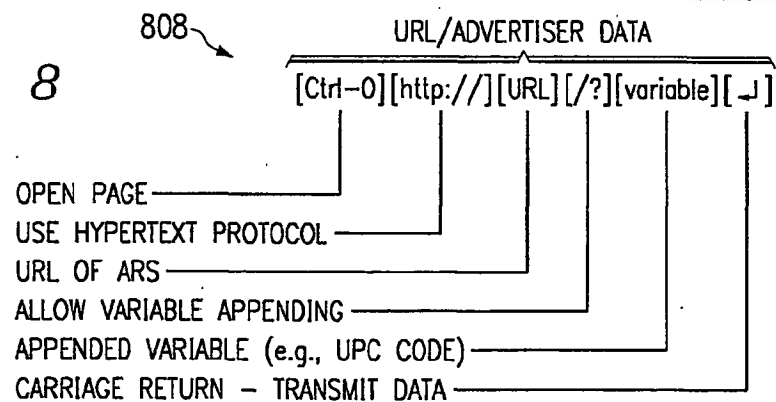 808
URL/ADVERTISER DATA
8
[Ctrl-O][http://][URL][/?][variable][↲]
OPEN PAGE
USE HYPERTEXT PROTOCOL
URL OF ARS
ALLOW VARIABLE APPENDING
APPENDED VARIABLE (e.g., UPC CODE)
CARRIAGE RETURN – TRANSMIT DATA